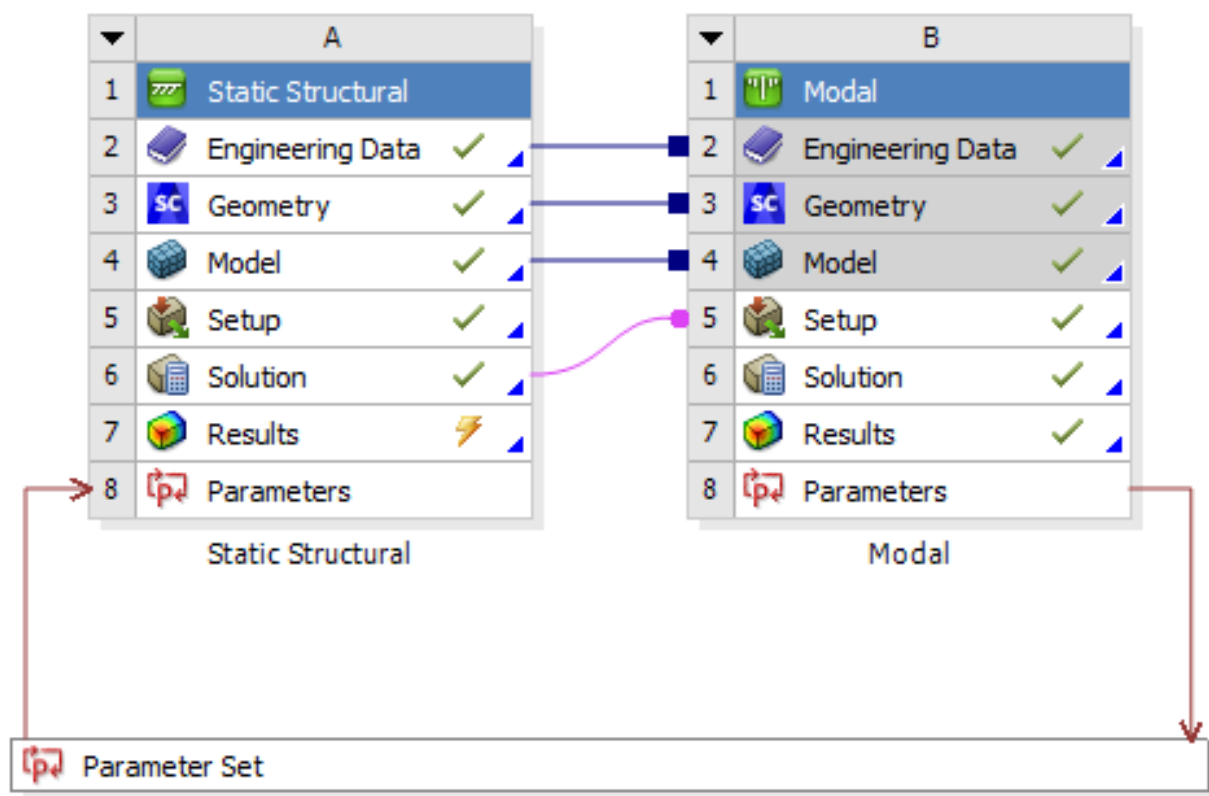 A
1 Static Structural
2 Engineering Data
3 SC Geometry
4 Model
5 Setup
6 Solution
7 Results
8 p Parameters
Static Structural
B
1 Modal
2 Engineering Data
3 SC Geometry
4 Model
5 Setup
6 Solution
7 Results
8 p Parameters
Modal
p Parameter Set